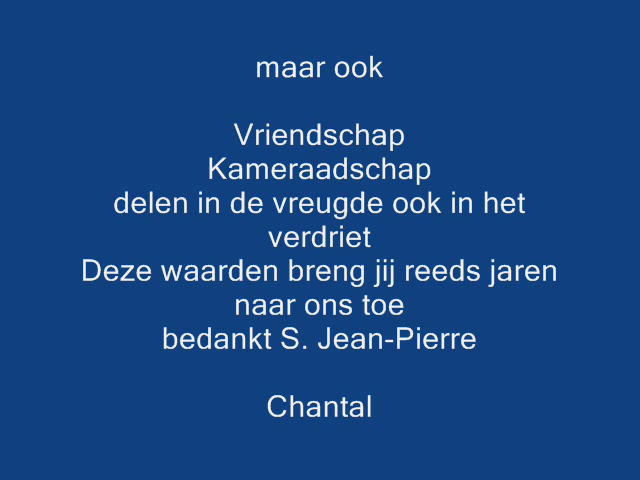 maar ook
Vriendschap
Kameraadschap
delen in de vreugde ook in het
verdriet
Deze waarden breng jij reeds jaren
naar ons toe
bedankt S. Jean-Pierre
Chantal